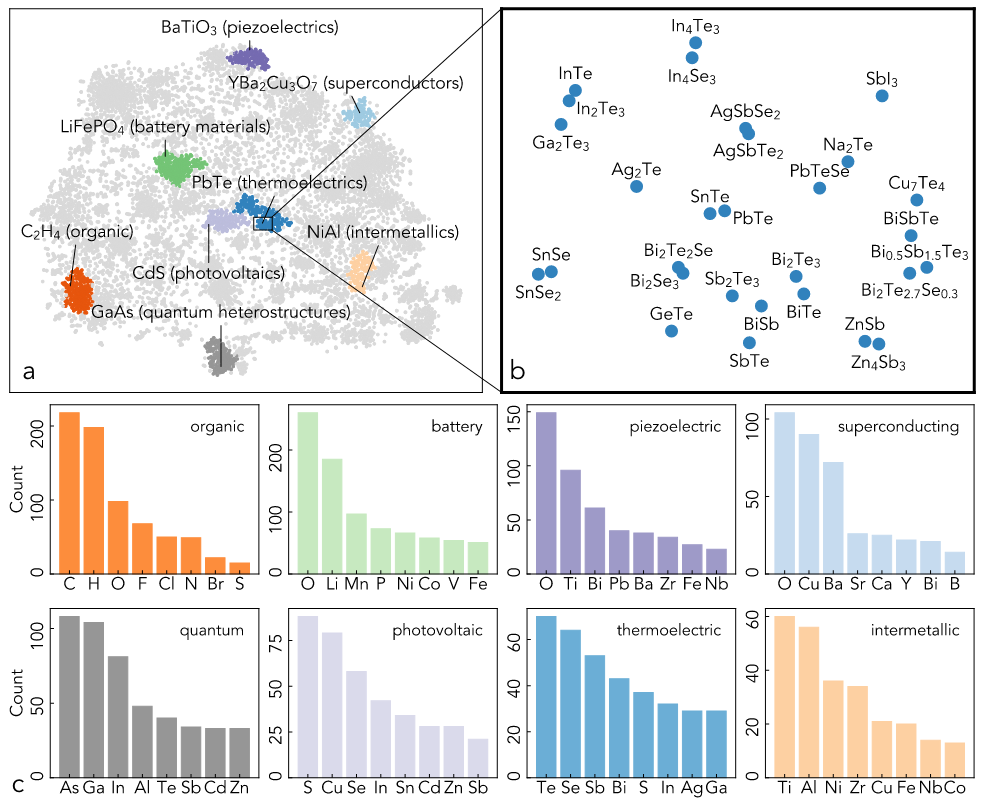 BaTiO₃ (piezoelectrics)
YBa₂Cu₃O₇ (superconductors)
LiFePO₄ (battery materials)
PbTe (thermoelectrics)
C₂H₄ (organic)
NiAl (intermetallics)
CdS (photovoltaics)
GaAs (quantum heterostructures)
a
In₄Te₃
In₄Se₃
InTe
In₂Te₃
Ga₂Te₃
SbI₃
AgSbSe₂
AgSbTe₂
Na₂Te
PbTeSe
Ag₂Te
Cu₇Te₄
SnTe
PbTe
BiSbTe
Bi₀.₅Sb₁.₅Te₃
Bi₂Te₂.₇Se₀.₃
SnSe
SnSe₂
Bi₂Te₂Se
Bi₂Se₃
Sb₂Te₃
Bi₂Te₃
BiTe
GeTe
BiSb
SbTe
ZnSb
Zn₄Sb₃
b
organic
Count
0 100 200
C H O F Cl N Br S
battery
0 100 200
O Li Mn P Ni Co V Fe
piezoelectric
0 50 100 150
O Ti Bi Pb Ba Zr Fe Nb
superconducting
0 50 100
O Cu Ba Sr Ca Y Bi B
quantum
Count
0 50 100
As Ga In Al Te Sb Cd Zn
photovoltaic
0 25 50 75
S Cu Se In Sn Cd Zn Sb
thermoelectric
0 20 40 60
Te Se Sb Bi S In Ag Ga
intermetallic
0 20 40 60
Ti Al Ni Zr Cu Fe Nb Co
c